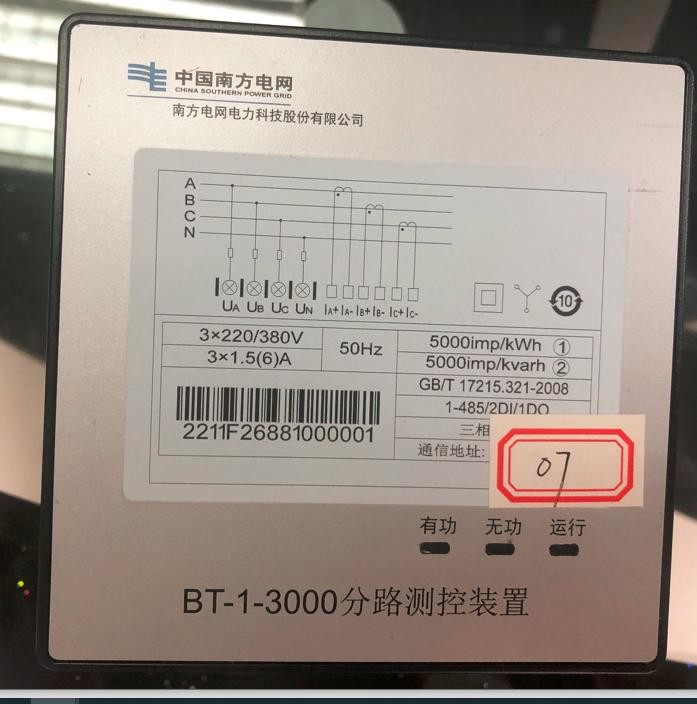 中国南方电网
CHINA SOUTHERN POWER GRID
南方电网电力科技股份有限公司
A
B
C
N
UA UB UC UN IA+ IA- IB+ IB- IC+ IC-
10
3×220/380V
3×1.5(6)A
50Hz
5000imp/kWh ①
5000imp/kvarh ②
GB/T 17215.321-2008
1-485/2DI/1DO
三相
通信地址:
07
2211F26881000001
有功 无功 运行
BT-1-3000分路测控装置